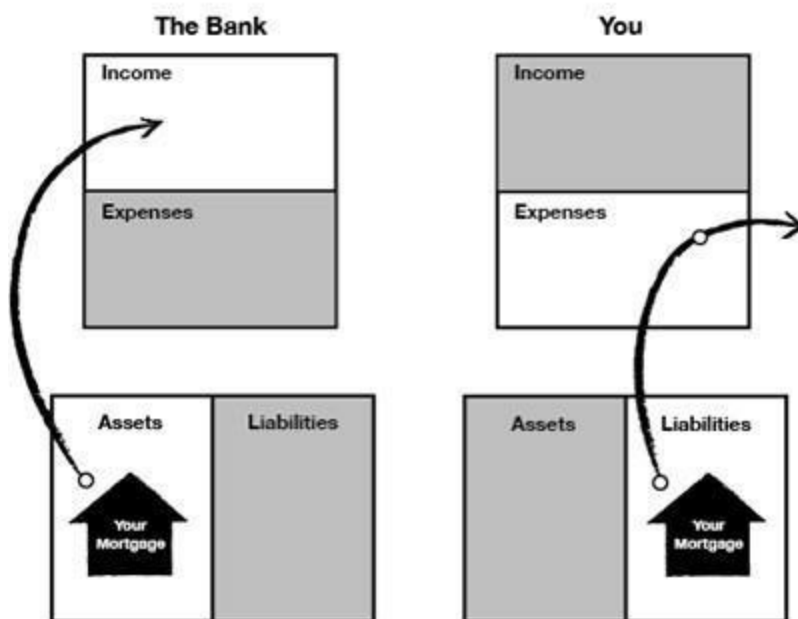 The Bank
Income
Expenses
Assets
Liabilities
Your
Mortgage
You
Income
Expenses
Assets
Liabilities
Your
Mortgage